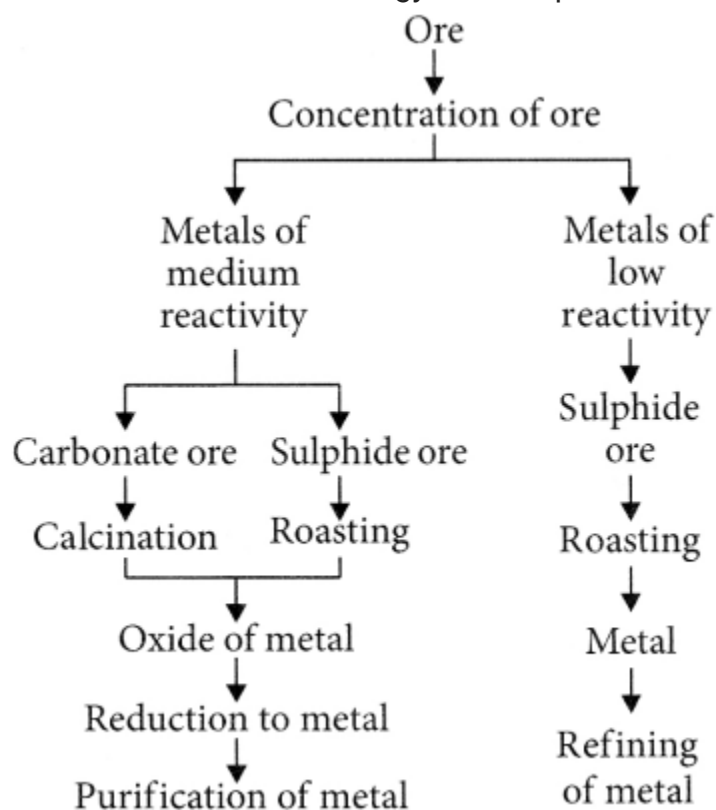 Ore
Concentration of ore
Metals of
medium
reactivity
Metals of
low
reactivity
Carbonate ore
Sulphide ore
Sulphide
ore
Calcination
Roasting
Roasting
Oxide of metal
Metal
Reduction to metal
Refining
of metal
Purification of metal